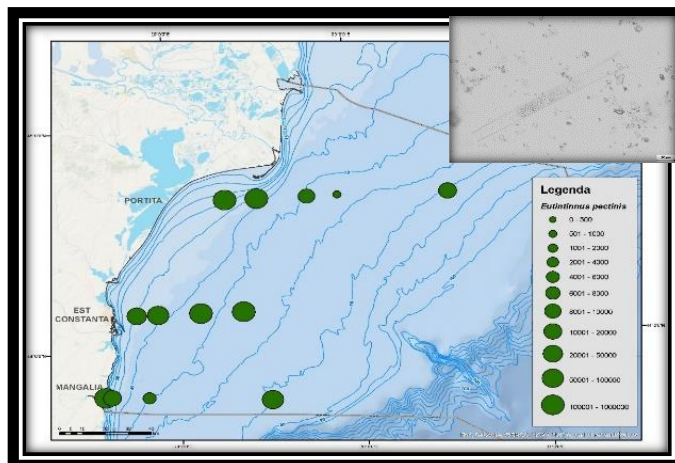 PORTITA
EST
CONSTANTA
MANGALIA
Legenda
Eutintinnus pectinis
0 - 500
501 - 1000
1001 - 2000
2001 - 4000
4001 - 6000
6001 - 8000
8001 - 10000
10001 - 20000
20001 - 50000
50001 - 100000
100001 - 1000000